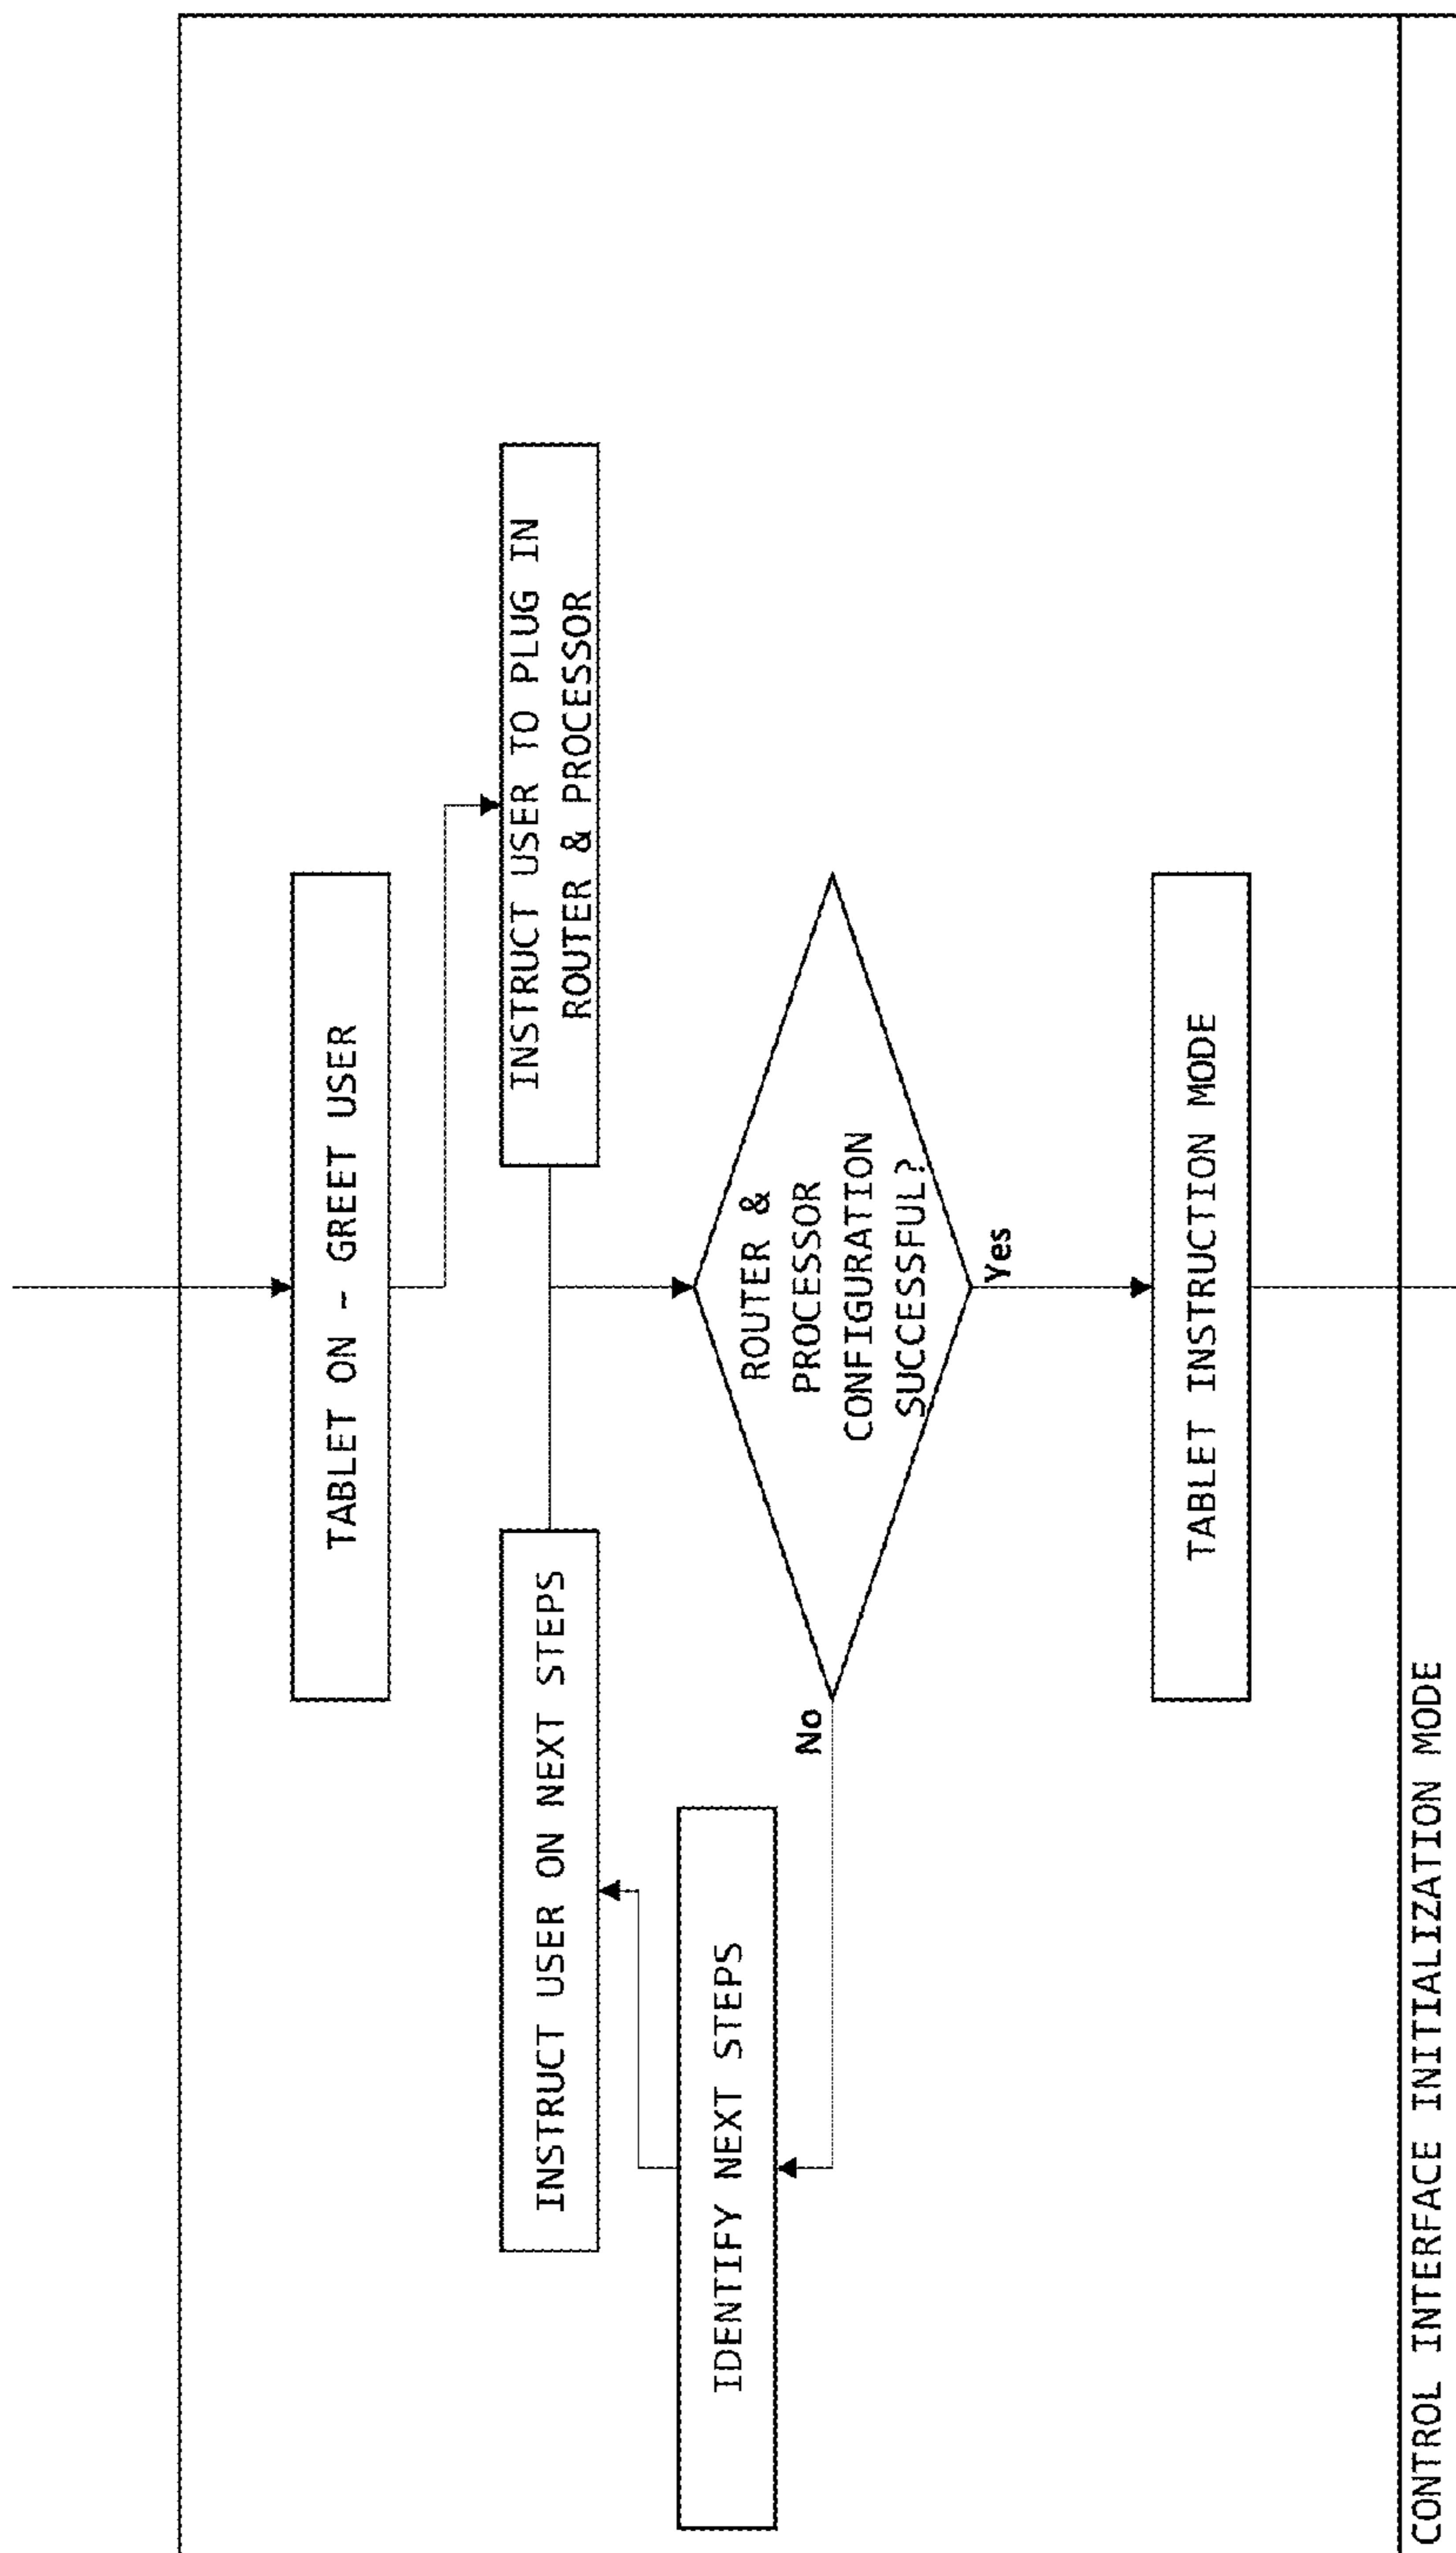 TABLET ON - GREET USER
INSTRUCT USER TO PLUG IN
ROUTER & PROCESSOR
INSTRUCT USER ON NEXT STEPS
IDENTIFY NEXT STEPS
ROUTER &
PROCESSOR
CONFIGURATION
SUCCESSFUL?
No
Yes
TABLET INSTRUCTION MODE
CONTROL INTERFACE INITIALIZATION MODE